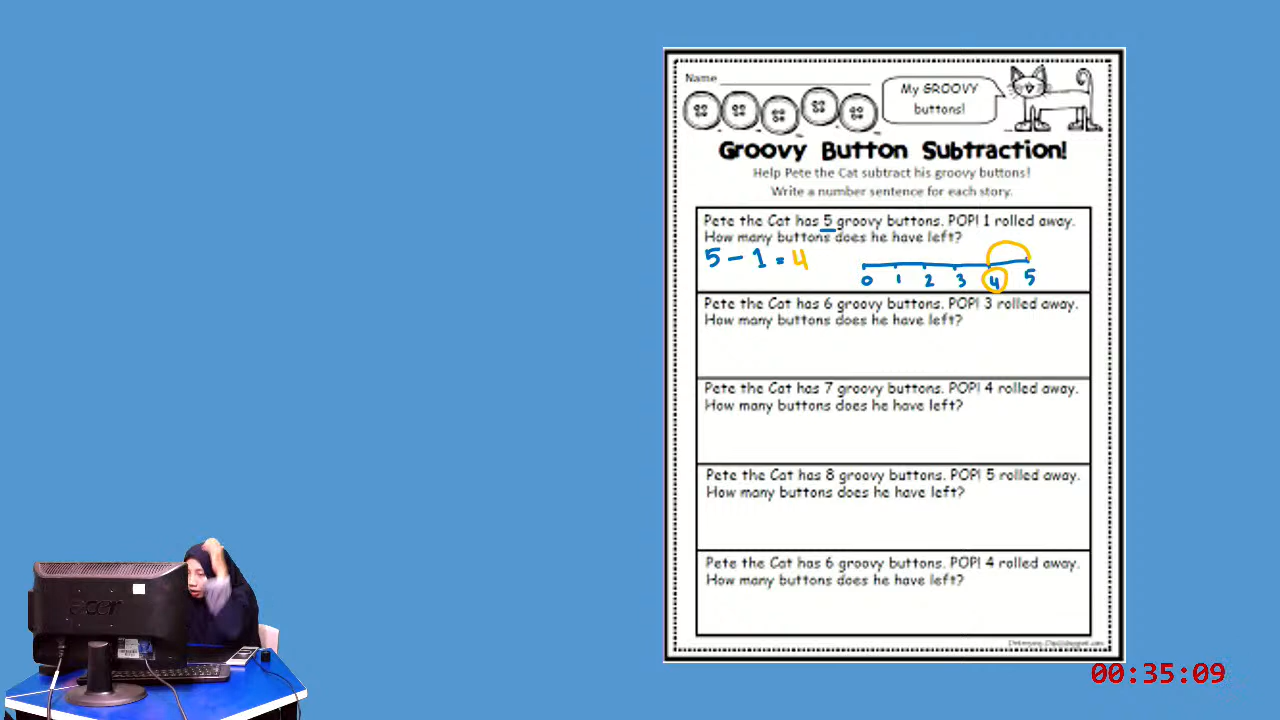 Name
My GROOVY
buttons!
Groovy Button Subtraction!
Help Pete the Cat subtract his groovy buttons!
Write a number sentence for each story.
Pete the Cat has 5 groovy buttons. POP! 1 rolled away.
How many buttons does he have left?
5 - 1 = 4
0 1 2 3 4 5
Pete the Cat has 6 groovy buttons. POP! 3 rolled away.
How many buttons does he have left?
Pete the Cat has 7 groovy buttons. POP! 4 rolled away.
How many buttons does he have left?
Pete the Cat has 8 groovy buttons. POP! 5 rolled away.
How many buttons does he have left?
Pete the Cat has 6 groovy buttons. POP! 4 rolled away.
How many buttons does he have left?
acer
00:35:09